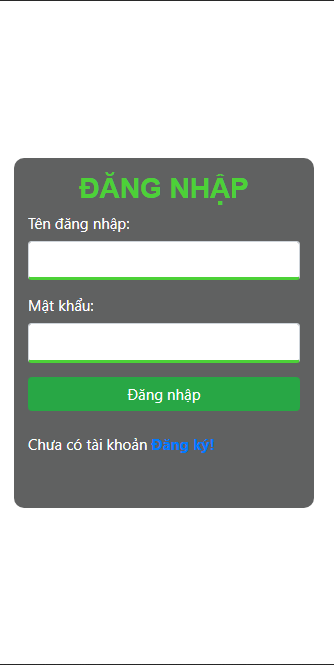 ĐĂNG NHẬP
Tên đăng nhập:
Mật khẩu:
Đăng nhập
Chưa có tài khoản Đăng ký!